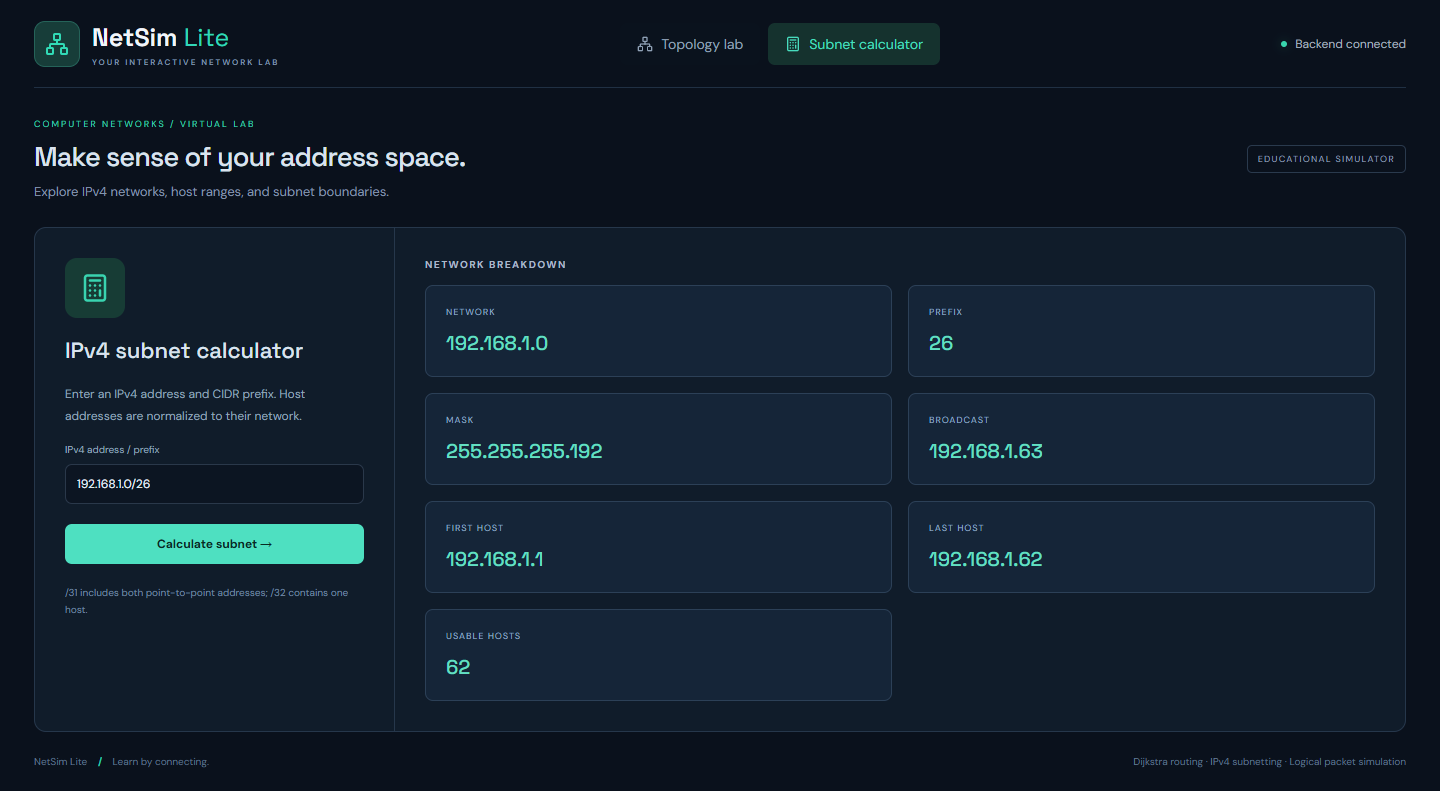 NetSim Lite
YOUR INTERACTIVE NETWORK LAB
Topology lab
Subnet calculator
Backend connected
COMPUTER NETWORKS / VIRTUAL LAB
Make sense of your address space.
Explore IPv4 networks, host ranges, and subnet boundaries.
EDUCATIONAL SIMULATOR
IPv4 subnet calculator
Enter an IPv4 address and CIDR prefix. Host
addresses are normalized to their network.
IPv4 address / prefix
192.168.1.0/26
Calculate subnet →
/31 includes both point-to-point addresses; /32 contains one
host.
NETWORK BREAKDOWN
NETWORK
192.168.1.0
PREFIX
26
MASK
255.255.255.192
BROADCAST
192.168.1.63
FIRST HOST
192.168.1.1
LAST HOST
192.168.1.62
USABLE HOSTS
62
NetSim Lite / Learn by connecting.
Dijkstra routing · IPv4 subnetting · Logical packet simulation